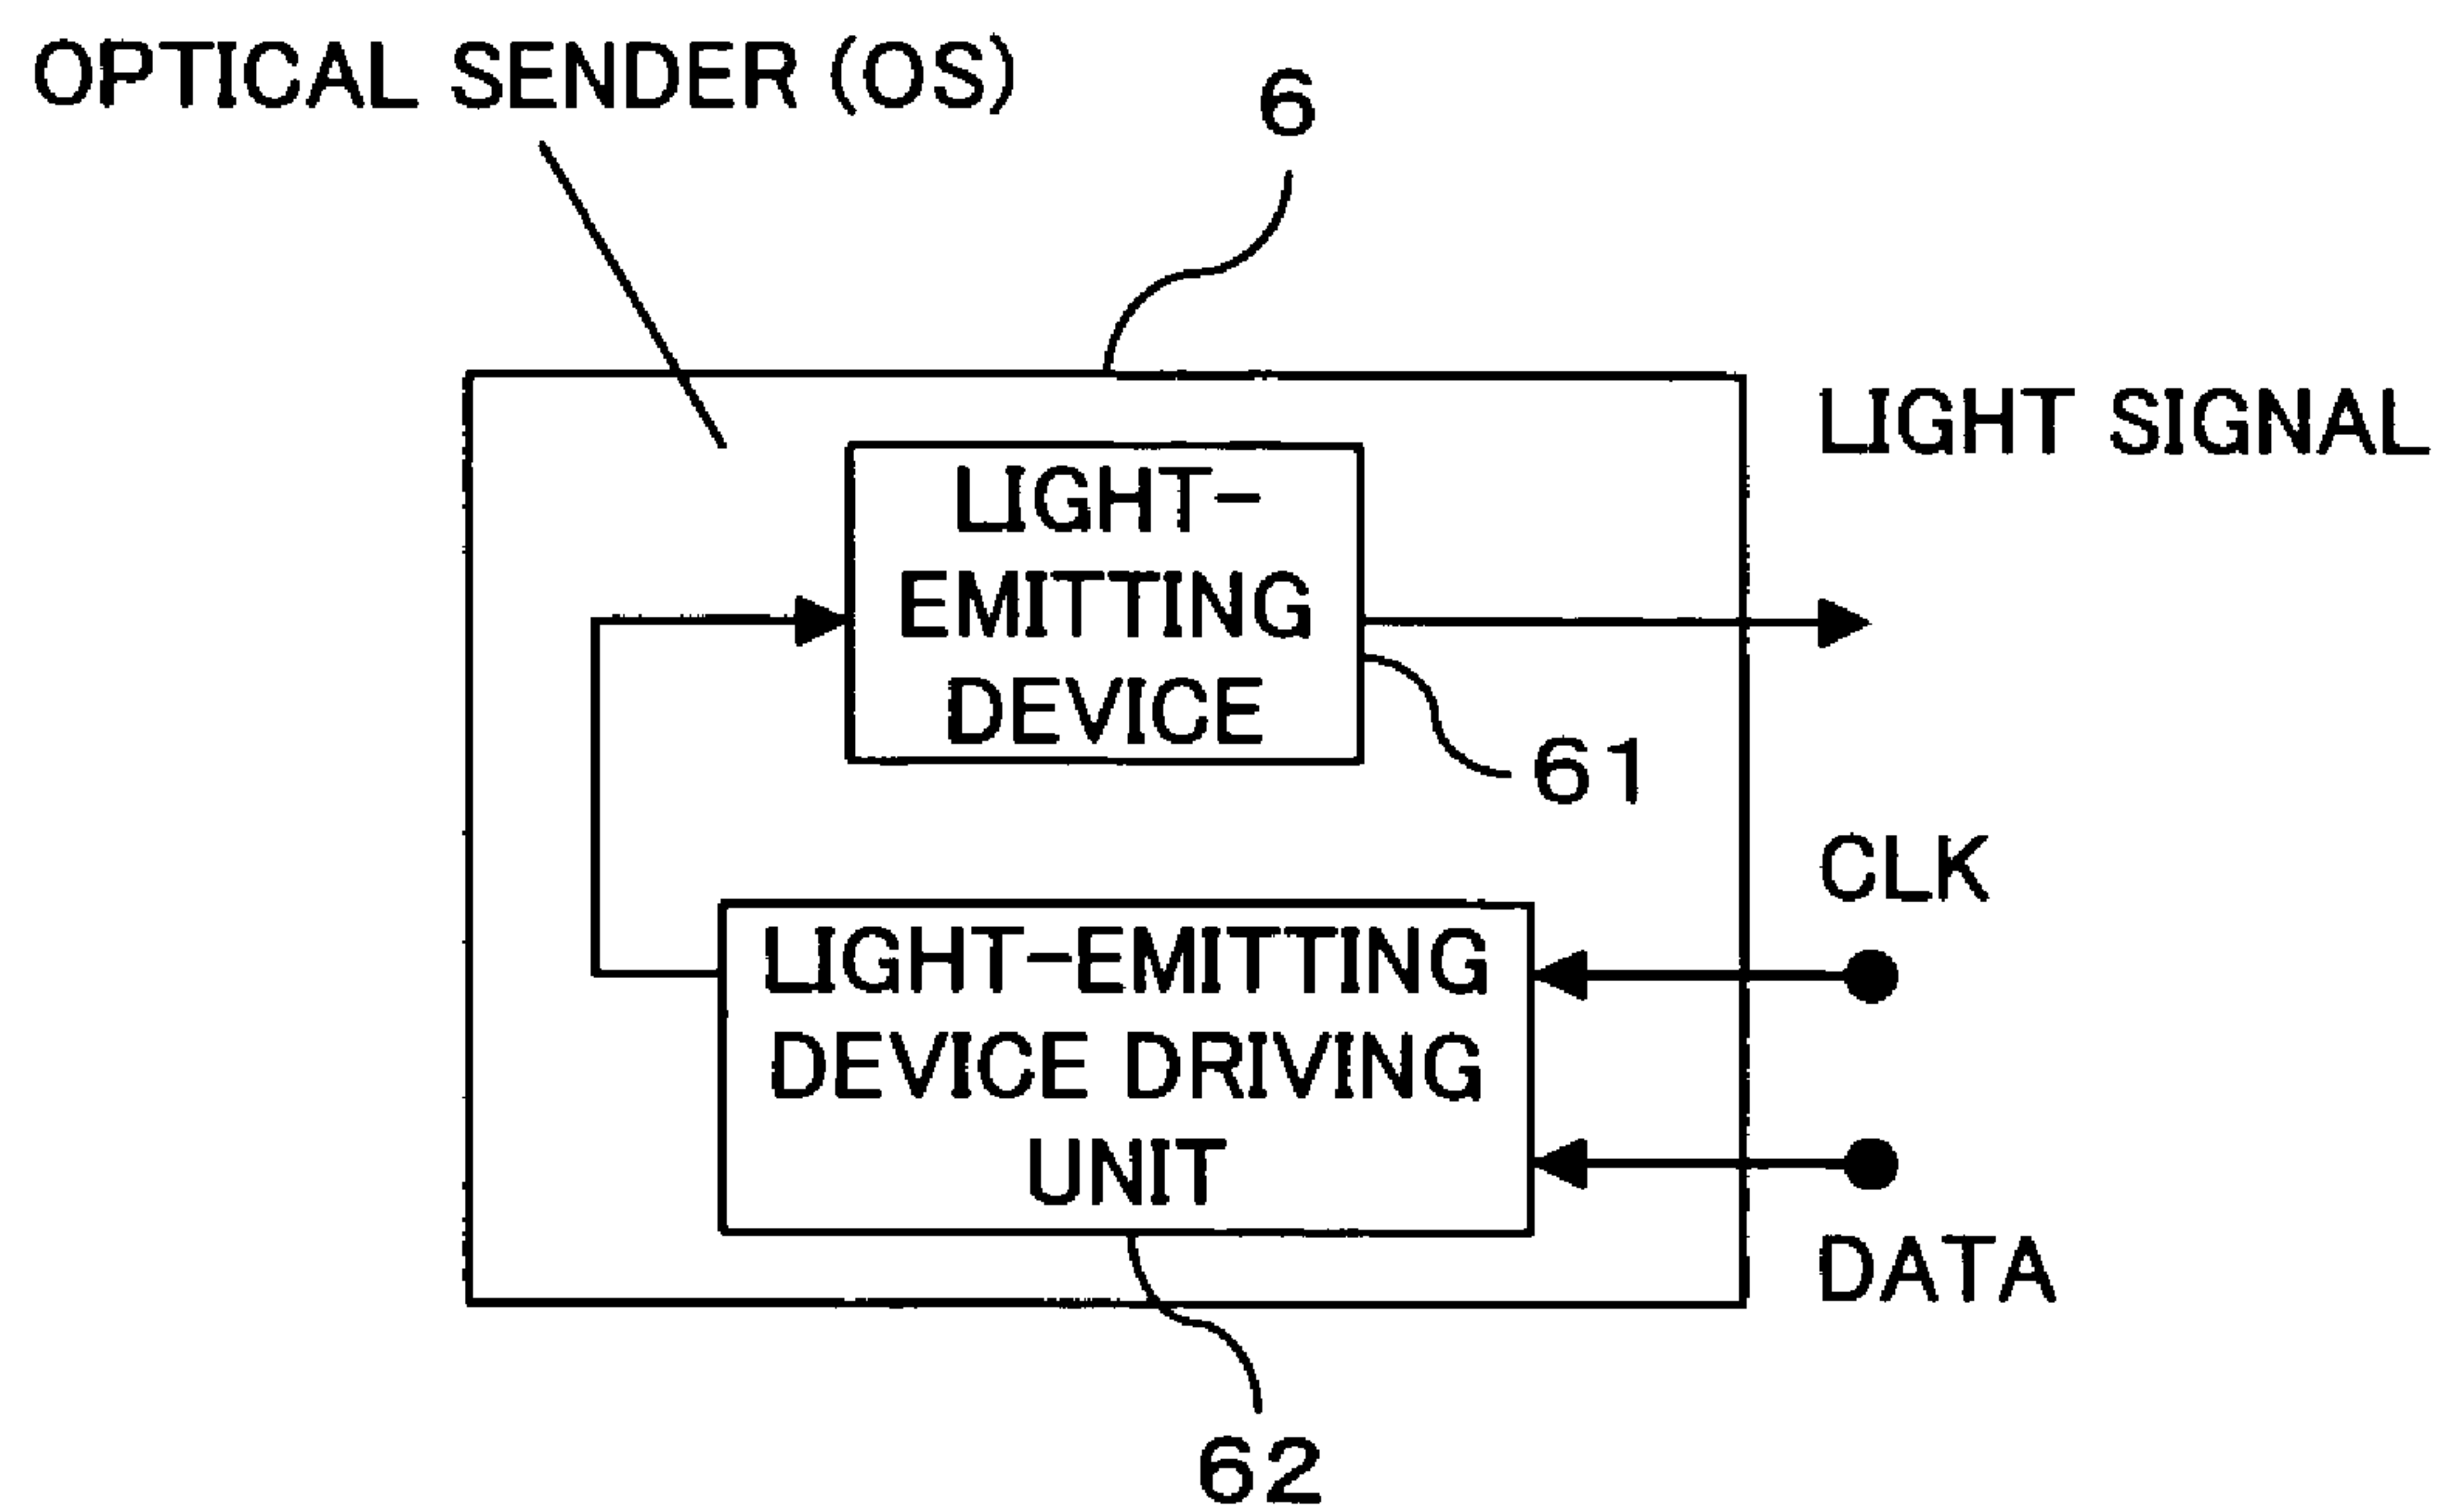 OPTICAL SENDER (OS)
6
LIGHT SIGNAL
LIGHT-
EMITTING
DEVICE
61
CLK
LIGHT-EMITTING
DEVICE DRIVING
UNIT
DATA
62